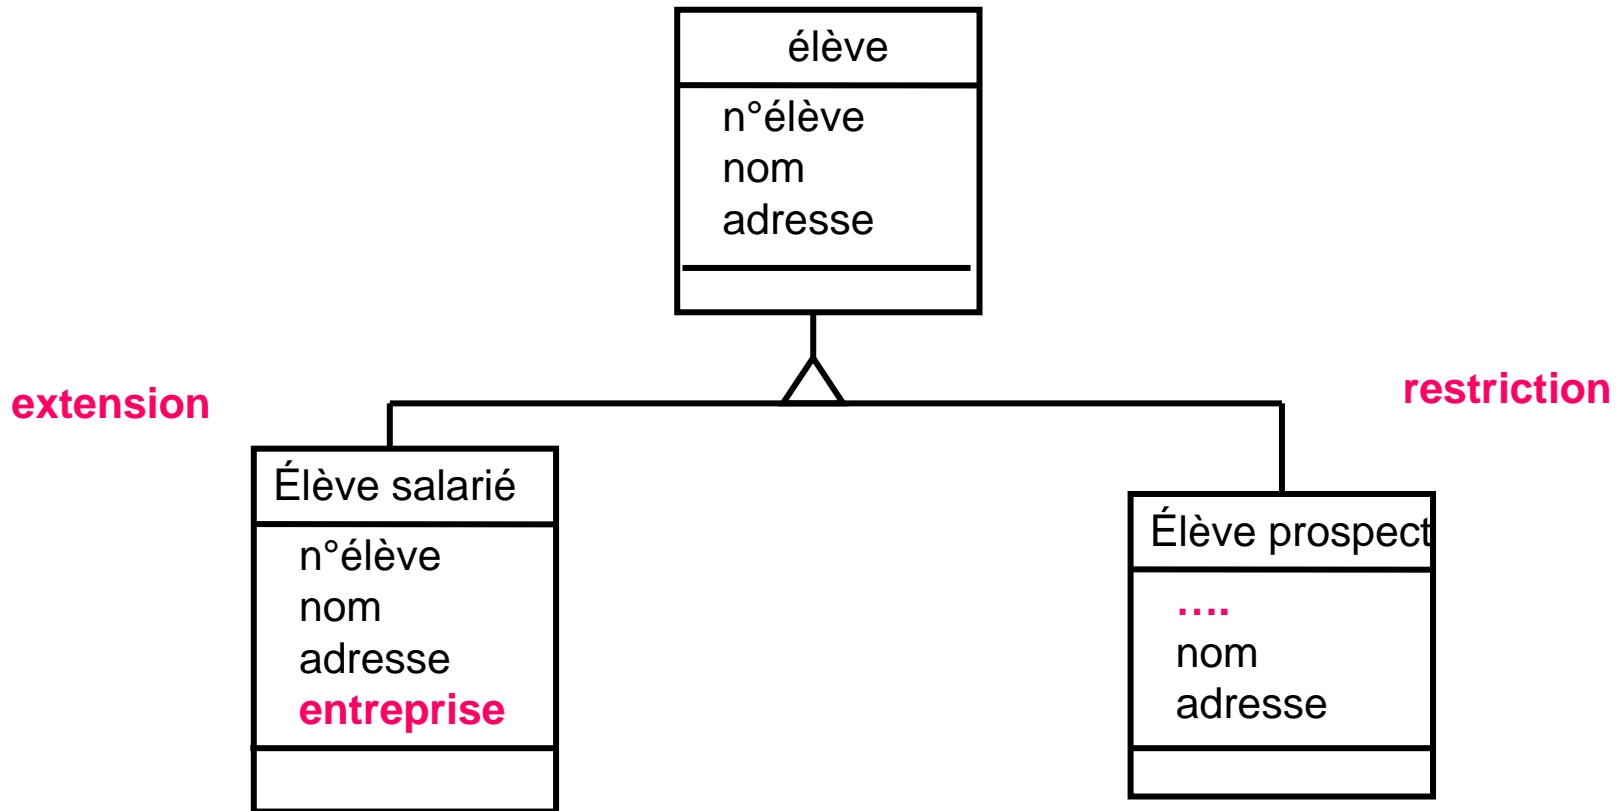 élève
n°élève
nom
adresse
extension
restriction
Élève salarié
n°élève
nom
adresse
entreprise
Élève prospect
….
nom
adresse